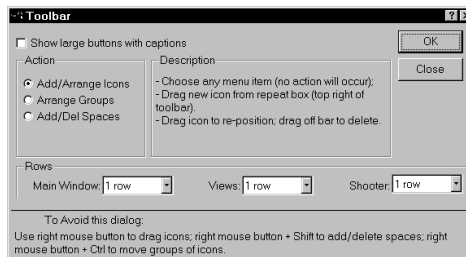 Toolbar
Show large buttons with captions
OK
Close
Action
Add/Arrange Icons
Arrange Groups
Add/Del Spaces
Description
- Choose any menu item (no action will occur);
- Drag new icon from repeat box (top right of
toolbar).
- Drag icon to re-position; drag off bar to delete.
Rows
Main Window: 1 row
Views: 1 row
Shooter: 1 row
To Avoid this dialog:
Use right mouse button to drag icons; right mouse button + Shift to add/delete spaces; right
mouse button + Ctrl to move groups of icons.